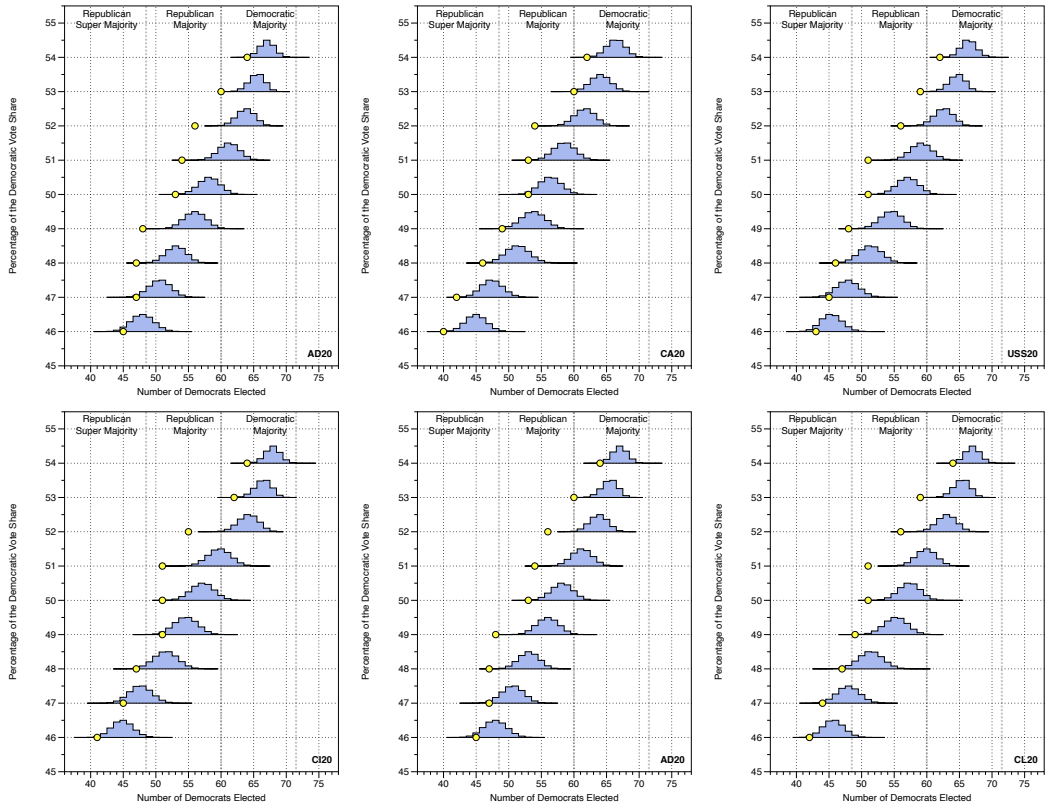 Republican Super Majority
Republican Majority
Democratic Majority
55
54
53
52
51
50
49
48
47
46
45
Percentage of the Democratic Vote Share
AD20
40 45 50 55 60 65 70 75
Number of Democrats Elected
Republican Super Majority
Republican Majority
Democratic Majority
55
54
53
52
51
50
49
48
47
46
45
Percentage of the Democratic Vote Share
CA20
40 45 50 55 60 65 70 75
Number of Democrats Elected
Republican Super Majority
Republican Majority
Democratic Majority
55
54
53
52
51
50
49
48
47
46
45
Percentage of the Democratic Vote Share
USS20
40 45 50 55 60 65 70 75
Number of Democrats Elected
Republican Super Majority
Republican Majority
Democratic Majority
55
54
53
52
51
50
49
48
47
46
45
Percentage of the Democratic Vote Share
CI20
40 45 50 55 60 65 70 75
Number of Democrats Elected
Republican Super Majority
Republican Majority
Democratic Majority
55
54
53
52
51
50
49
48
47
46
45
Percentage of the Democratic Vote Share
AD20
40 45 50 55 60 65 70 75
Number of Democrats Elected
Republican Super Majority
Republican Majority
Democratic Majority
55
54
53
52
51
50
49
48
47
46
45
Percentage of the Democratic Vote Share
CL20
40 45 50 55 60 65 70 75
Number of Democrats Elected